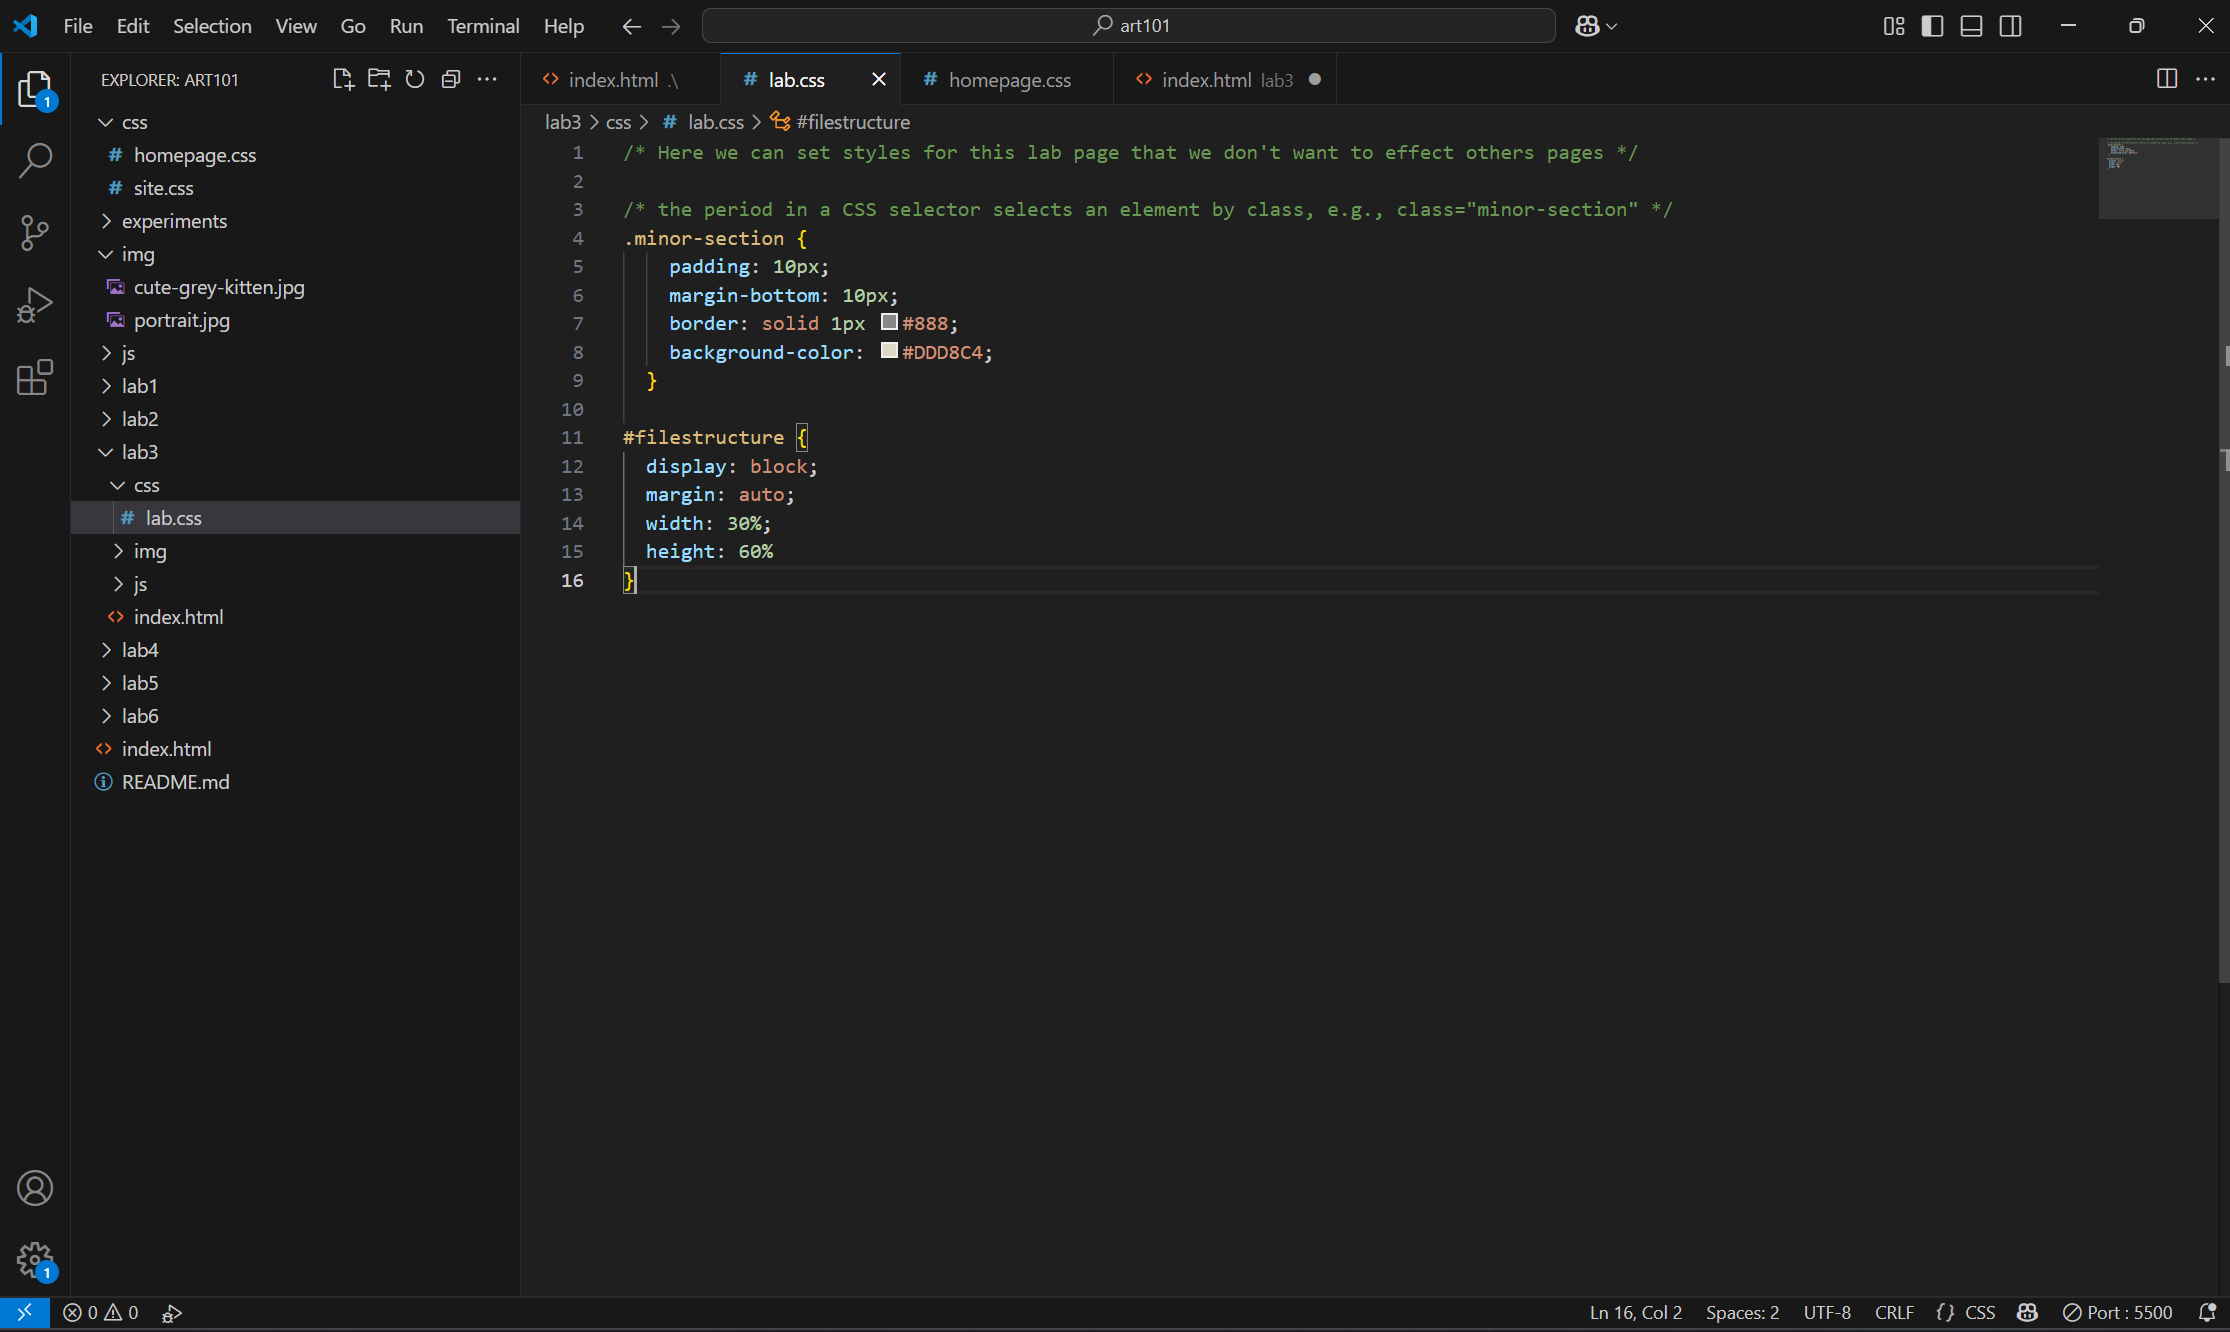 File Edit Selection View Go Run Terminal Help
art101
EXPLORER: ART101
index.html .\
lab.css
homepage.css
index.html lab3
lab3 > css > # lab.css > #filestructure
css
# homepage.css
# site.css
experiments
img
cute-grey-kitten.jpg
portrait.jpg
js
lab1
lab2
lab3
css
# lab.css
img
js
index.html
lab4
lab5
lab6
index.html
README.md
1 /* Here we can set styles for this lab page that we don't want to effect others pages */
2
3 /* the period in a CSS selector selects an element by class, e.g., class="minor-section" */
4 .minor-section {
5 padding: 10px;
6 margin-bottom: 10px;
7 border: solid 1px #888;
8 background-color: #DDD8C4;
9 }
10
11 #filestructure {
12 display: block;
13 margin: auto;
14 width: 30%;
15 height: 60%
16 }
1
1
0 0
Ln 16, Col 2 Spaces: 2 UTF-8 CRLF {} CSS Port : 5500